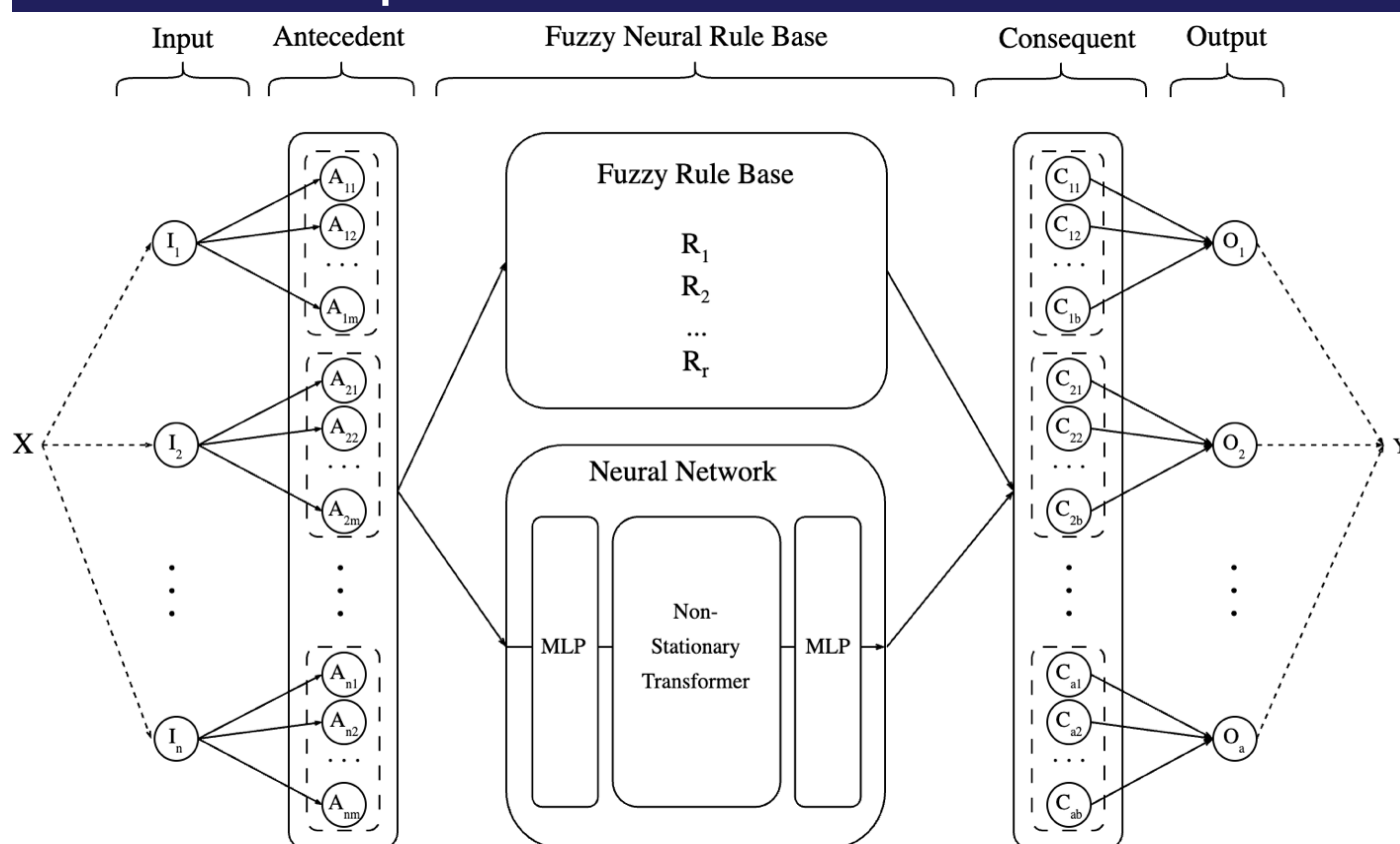 Input Antecedent Fuzzy Neural Rule Base Consequent Output
X
I₁
I₂
Iₙ
A₁₁
A₁₂
...
A₁ₘ
A₂₁
A₂₂
....
A₂ₘ
Aₙ₁
Aₙ₂
....
Aₙₘ
Fuzzy Rule Base
R₁
R₂
...
Rᵣ
Neural Network
MLP
Non-
Stationary
Transformer
MLP
C₁₁
C₁₂
....
C₁b
C₂₁
C₂₂
....
C₂b
Cₐ₁
Cₐ₂
....
Cab
O₁
O₂
Oₐ